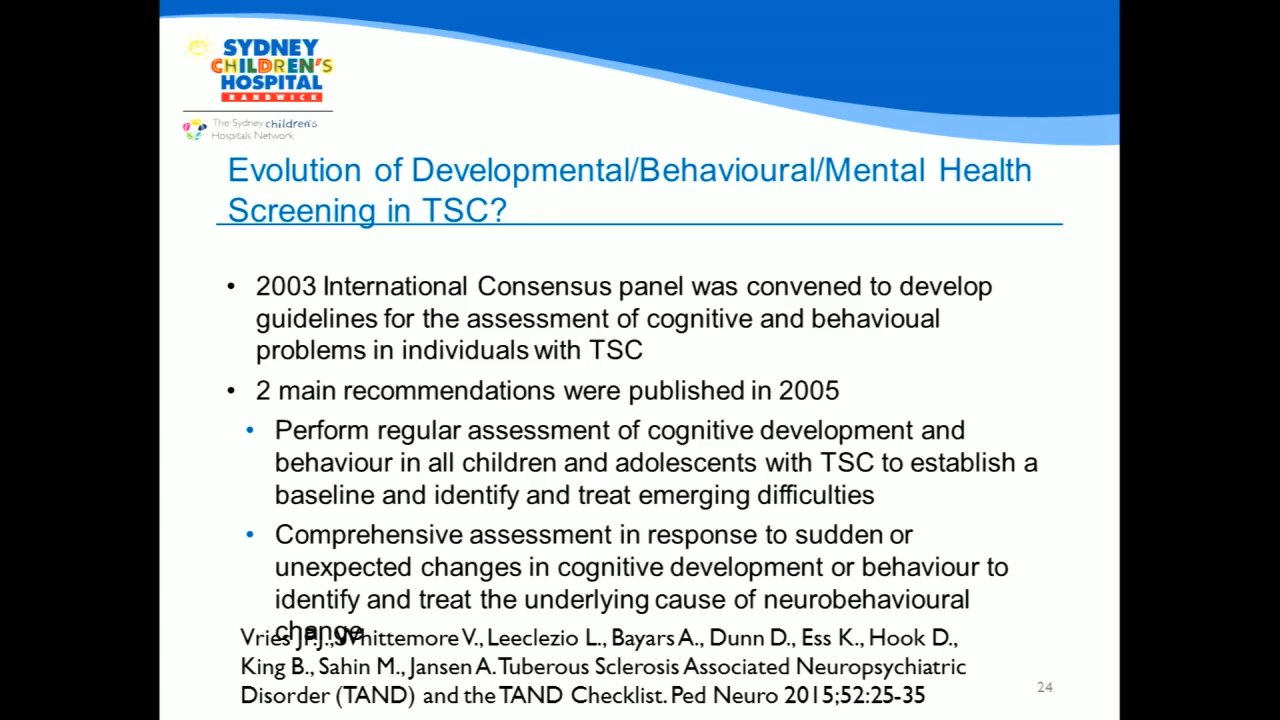 SYDNEY
CHILDREN'S
HOSPITAL
RANDWICK
The Sydney children's
Hospitals Network
Evolution of Developmental/Behavioural/Mental Health
Screening in TSC?
• 2003 International Consensus panel was convened to develop
guidelines for the assessment of cognitive and behavioual
problems in individuals with TSC
• 2 main recommendations were published in 2005
• Perform regular assessment of cognitive development and
behaviour in all children and adolescents with TSC to establish a
baseline and identify and treat emerging difficulties
• Comprehensive assessment in response to sudden or
unexpected changes in cognitive development or behaviour to
identify and treat the underlying cause of neurobehavioural
change
Vries P.J., Whittemore V., Leeclezio L., Bayars A., Dunn D., Ess K., Hook D.,
King B., Sahin M., Jansen A. Tuberous Sclerosis Associated Neuropsychiatric
Disorder (TAND) and the TAND Checklist. Ped Neuro 2015;52:25-35
24